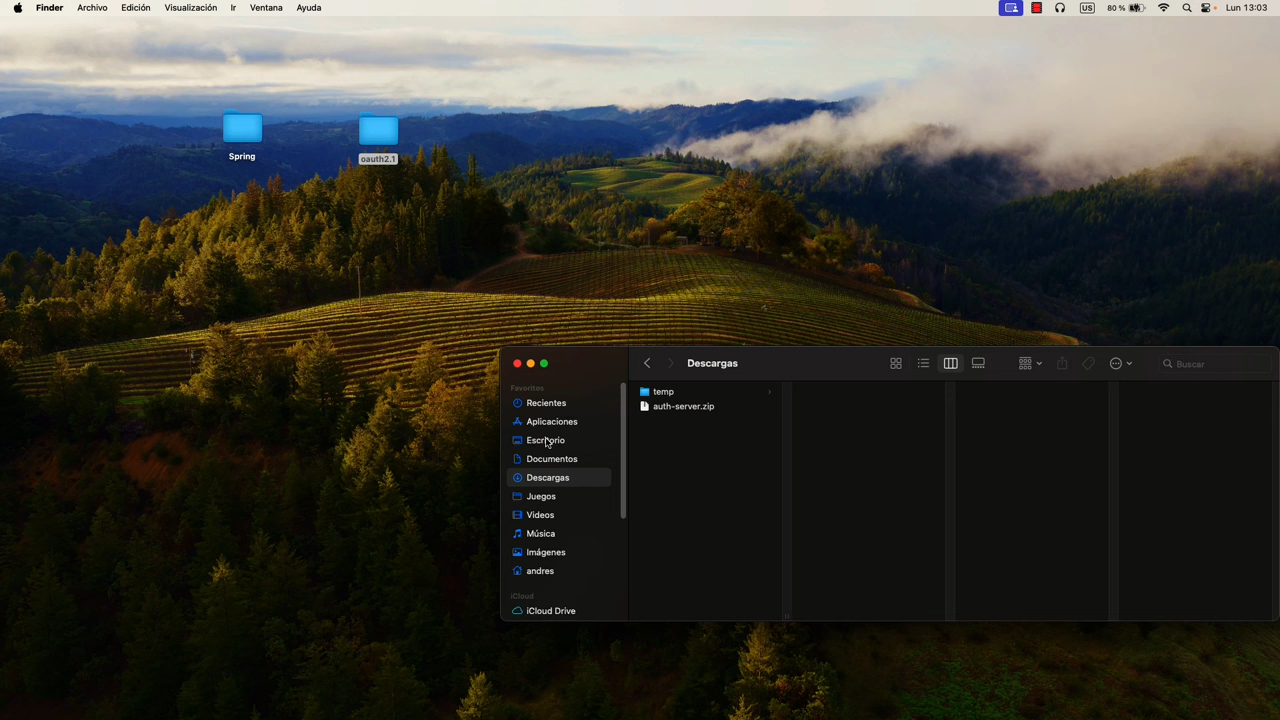 Finder Archivo Edición Visualización Ir Ventana Ayuda US 80 % Lun 13:03
Spring
oauth2.1
Descargas
Buscar
Favoritos
Recientes
Aplicaciones
Escritorio
Documentos
Descargas
Juegos
Videos
Música
Imágenes
andres
iCloud
iCloud Drive
temp
auth-server.zip